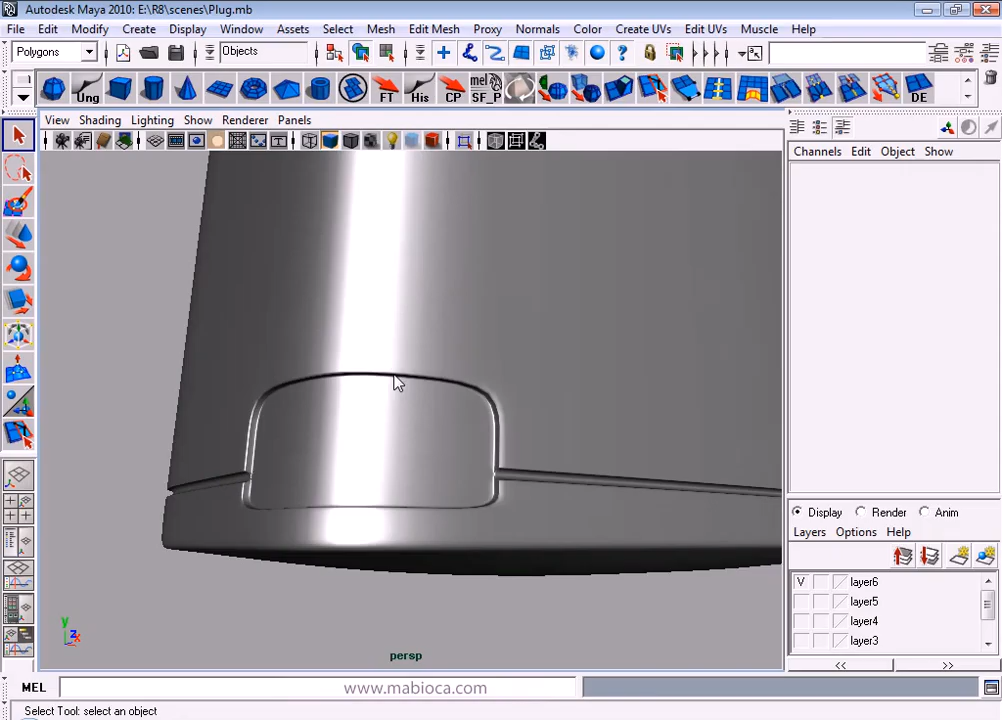 Autodesk Maya 2010: E:\R8\scenes\Plug.mb
File Edit Modify Create Display Window Assets Select Mesh Edit Mesh Proxy Normals Color Create UVs Edit UVs Muscle Help
Polygons Objects
Ung FT His CP mel SF_P DE
View Shading Lighting Show Renderer Panels
Channels Edit Object Show
Display Render Anim
Layers Options Help
V layer6
layer5
layer4
layer3
<< >>
y
z x
persp
MEL www.mabioca.com
Select Tool: select an object